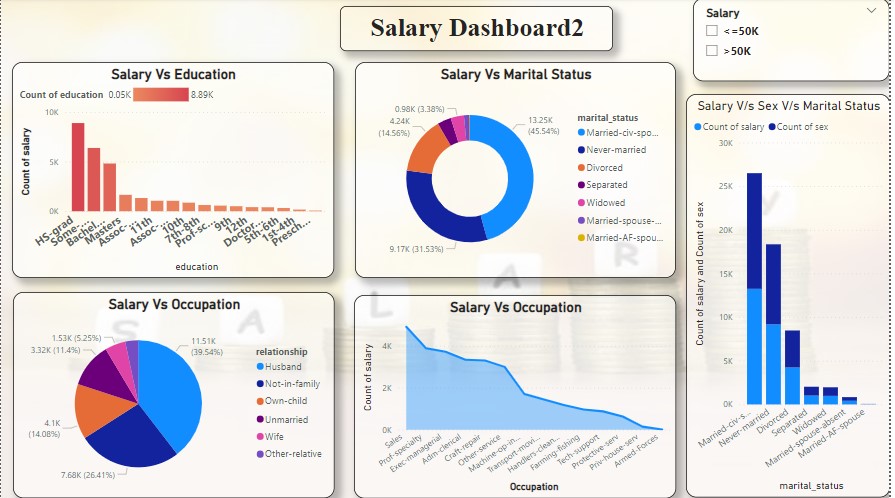 Salary Dashboard2
Salary
<=50K
>50K
Salary Vs Education
Count of education 0.05K 8.89K
Count of salary
10K
5K
0K
HS-grad
Some-...
Bachel...
Masters
Assoc-...
11th
Assoc-...
10th
7th-8th
Prof-sc...
9th
12th
Doctor...
5th-6th
1st-4th
Presch...
education
Salary Vs Marital Status
0.98K (3.38%)
4.24K
(14.56%)
13.25K
(45.54%)
9.17K (31.53%)
marital_status
Married-civ-spo...
Never-married
Divorced
Separated
Widowed
Married-spouse-...
Married-AF-spou...
Salary V/s Sex V/s Marital Status
Count of salary Count of sex
Count of salary and Count of sex
30K
25K
20K
15K
10K
5K
0K
Married-civ-s...
Never-married
Divorced
Separated
Widowed
Married-spouse-absent
Married-AF-spouse
marital_status
Salary Vs Occupation
1.53K (5.25%)
3.32K (11.4%)
4.1K
(14.08%)
7.68K (26.41%)
11.51K
(39.54%)
relationship
Husband
Not-in-family
Own-child
Unmarried
Wife
Other-relative
Salary Vs Occupation
Count of salary
4K
2K
0K
Sales
Prof-specialty
Exec-managerial
Adm-clerical
Craft-repair
Other-service
Machine-op-in...
Transport-movi...
Handlers-clean...
Farming-fishing
Tech-support
Protective-serv
Priv-house-serv
Armed-Forces
Occupation
S A L A R Y